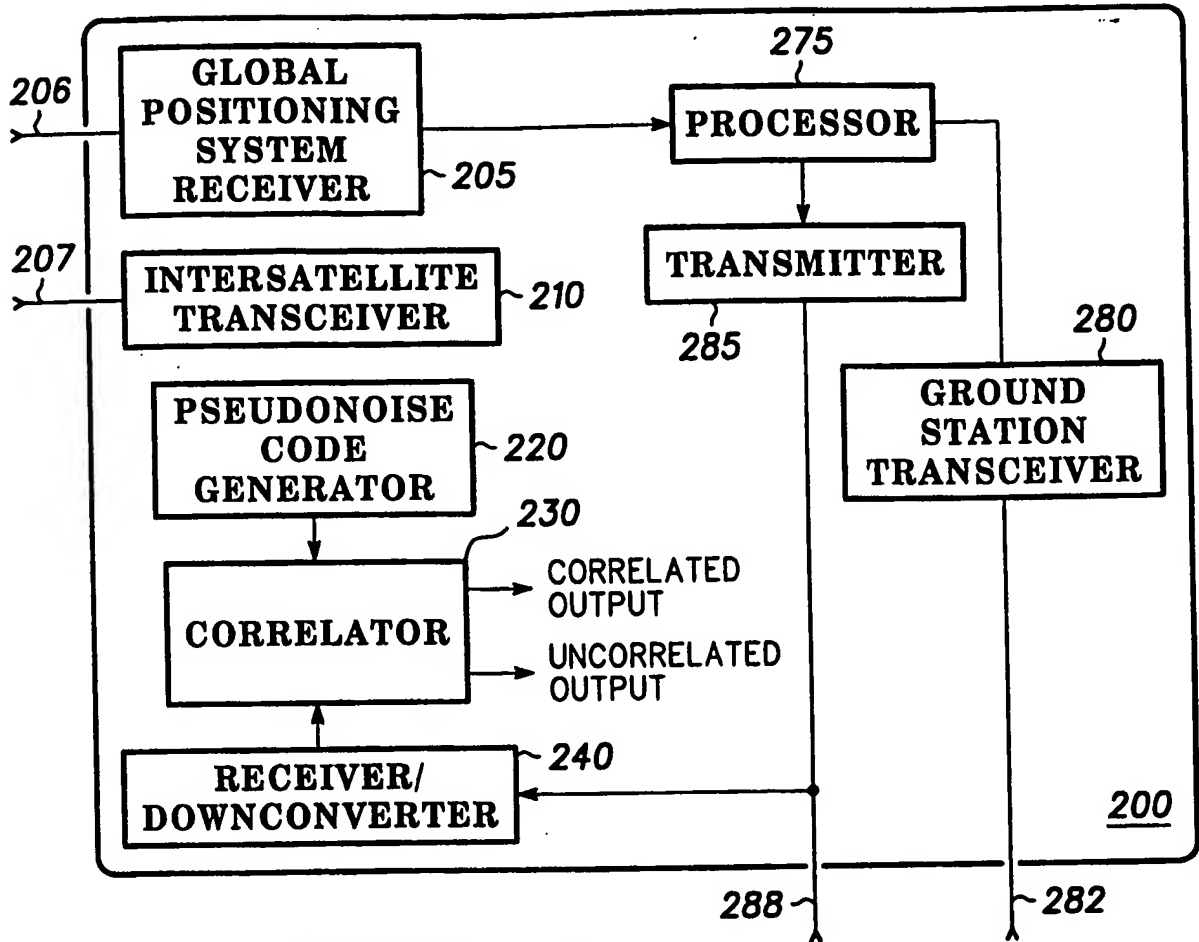 206
GLOBAL
POSITIONING
SYSTEM
RECEIVER
205
275
PROCESSOR
207
INTERSATELLITE
TRANSCEIVER
210
TRANSMITTER
285
280
GROUND
STATION
TRANSCEIVER
PSEUDONOISE
CODE
GENERATOR
220
230
CORRELATOR
CORRELATED
OUTPUT
UNCORRELATED
OUTPUT
240
RECEIVER/
DOWNCONVERTER
200
288
282